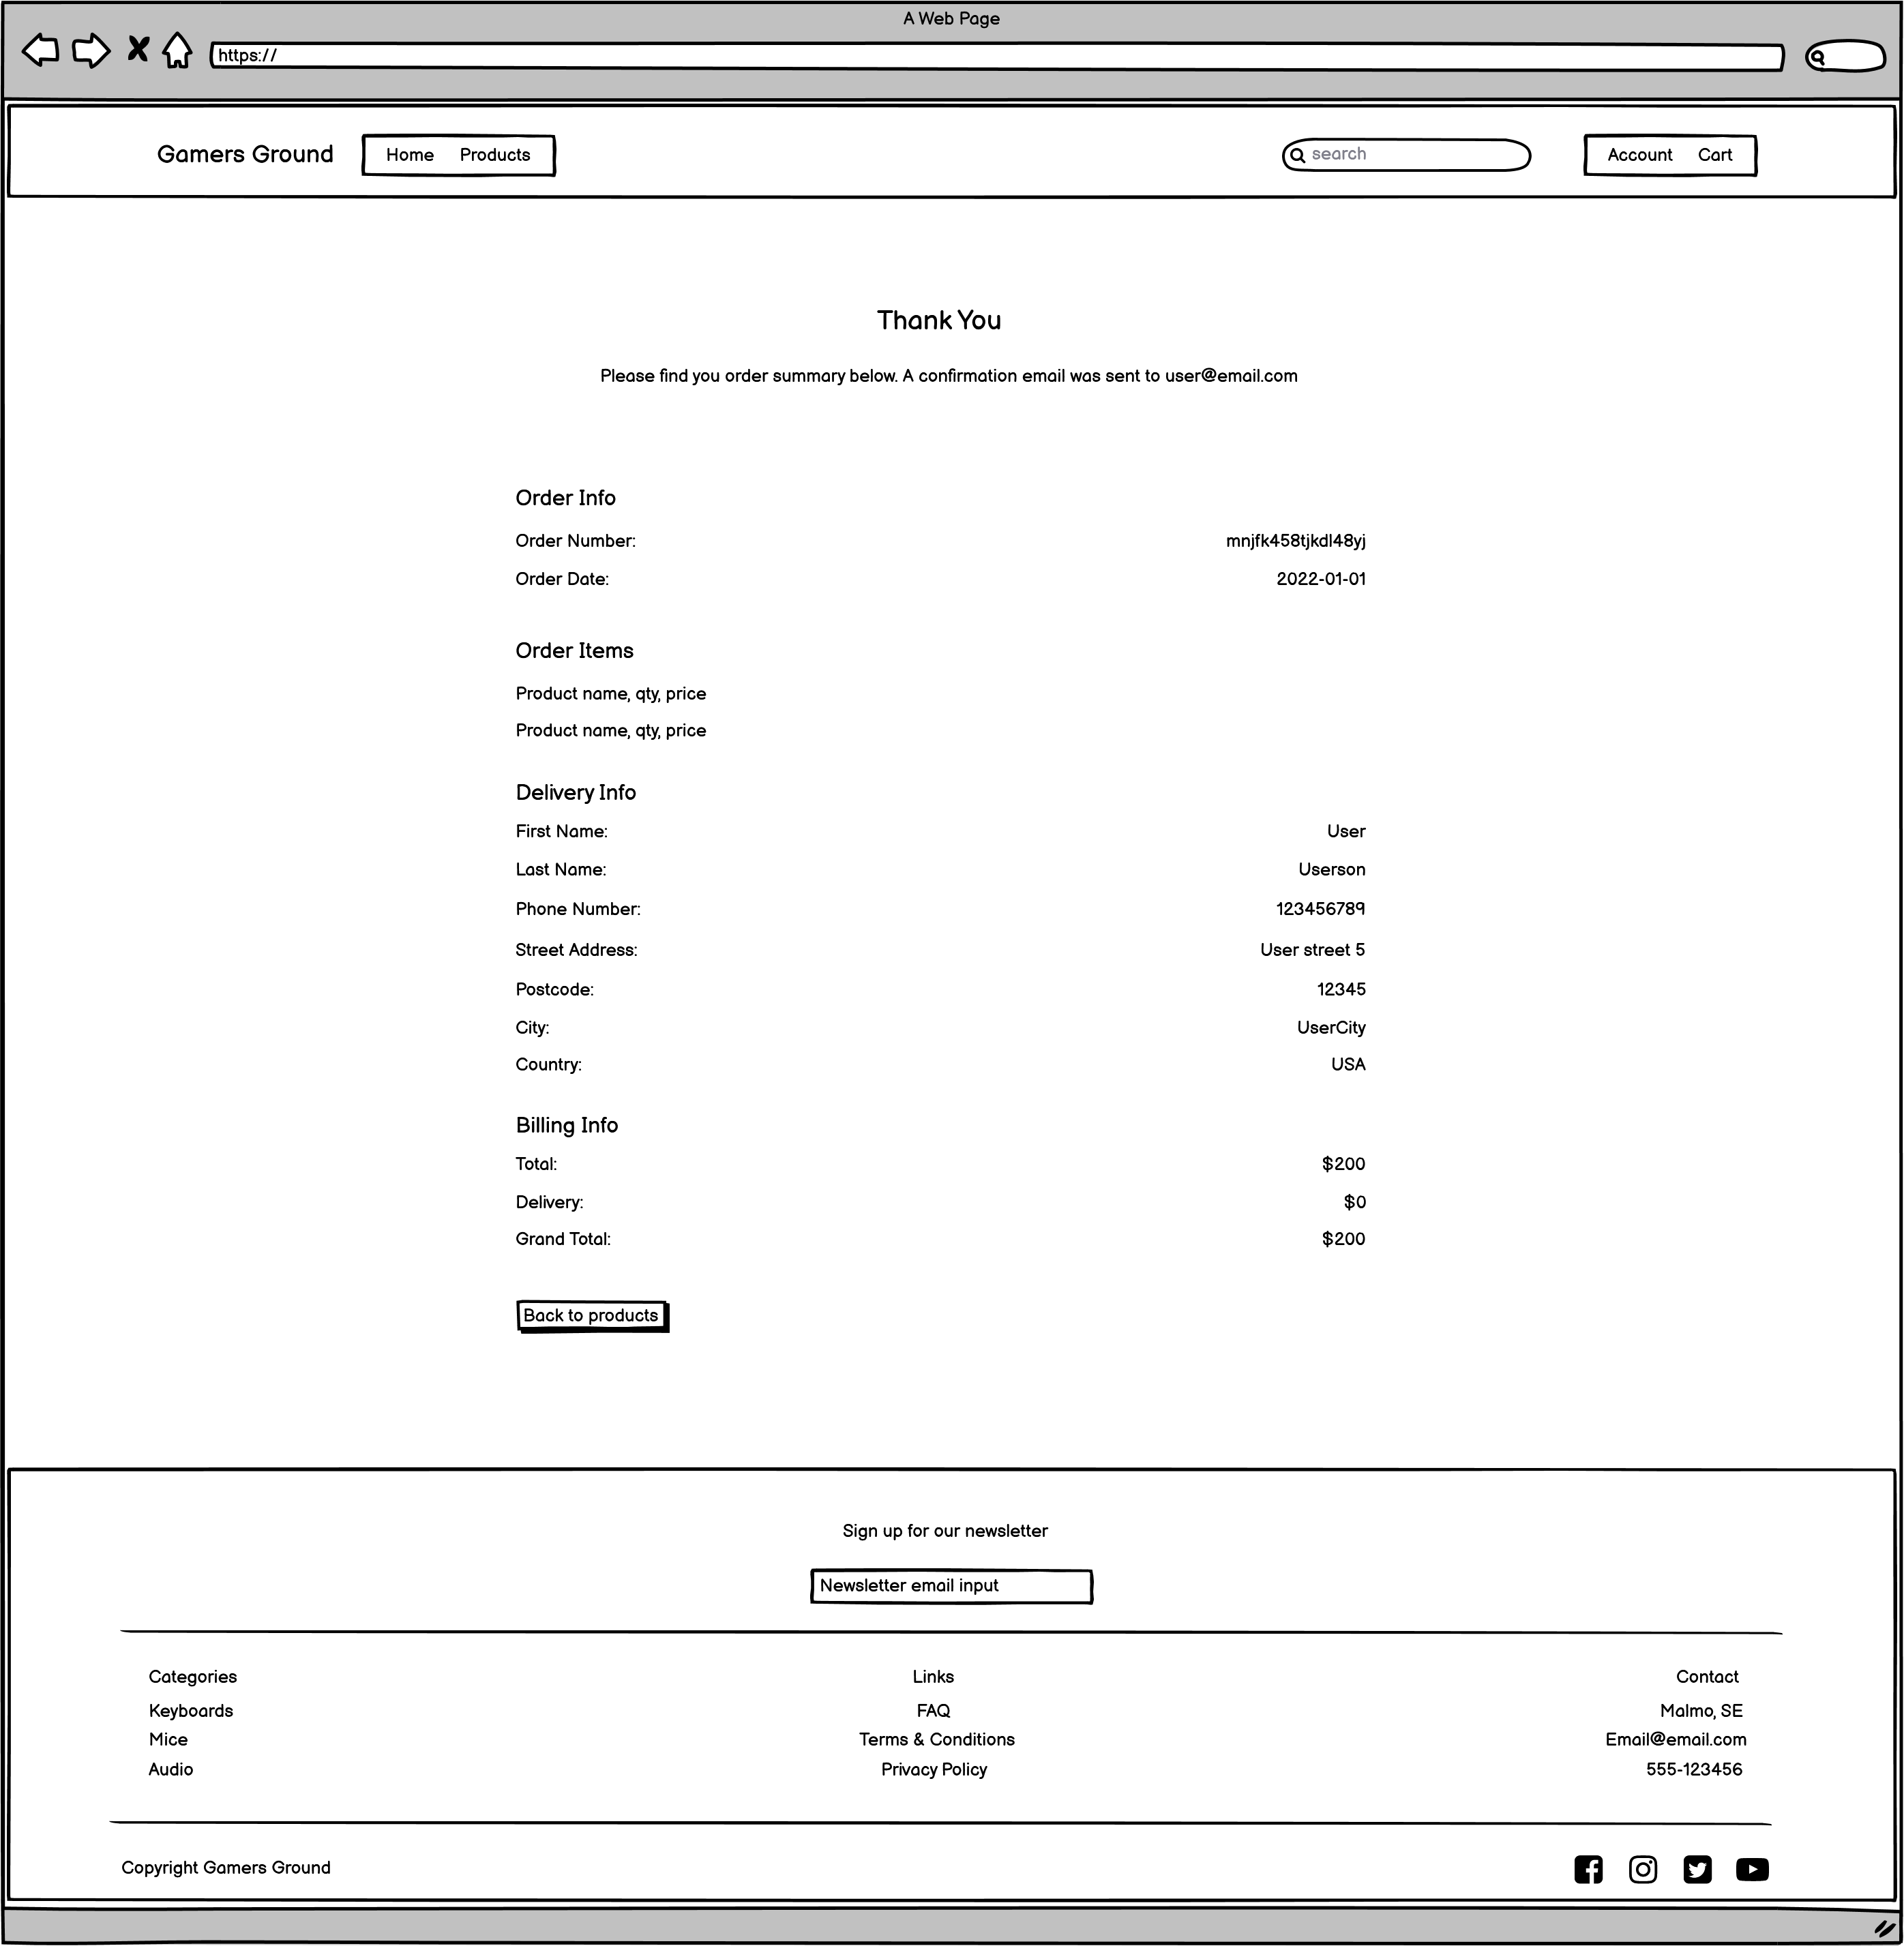 A Web Page
https://
Gamers Ground Home Products search Account Cart
Thank You
Please find you order summary below. A confirmation email was sent to user@email.com
Order Info
Order Number: mnjfk458tjkdl48yj
Order Date: 2022-01-01
Order Items
Product name, qty, price
Product name, qty, price
Delivery Info
First Name: User
Last Name: Userson
Phone Number: 123456789
Street Address: User street 5
Postcode: 12345
City: UserCity
Country: USA
Billing Info
Total: $200
Delivery: $0
Grand Total: $200
Back to products
Sign up for our newsletter
Newsletter email input
Categories Links Contact
Keyboards FAQ Malmo, SE
Mice Terms & Conditions Email@email.com
Audio Privacy Policy 555-123456
Copyright Gamers Ground